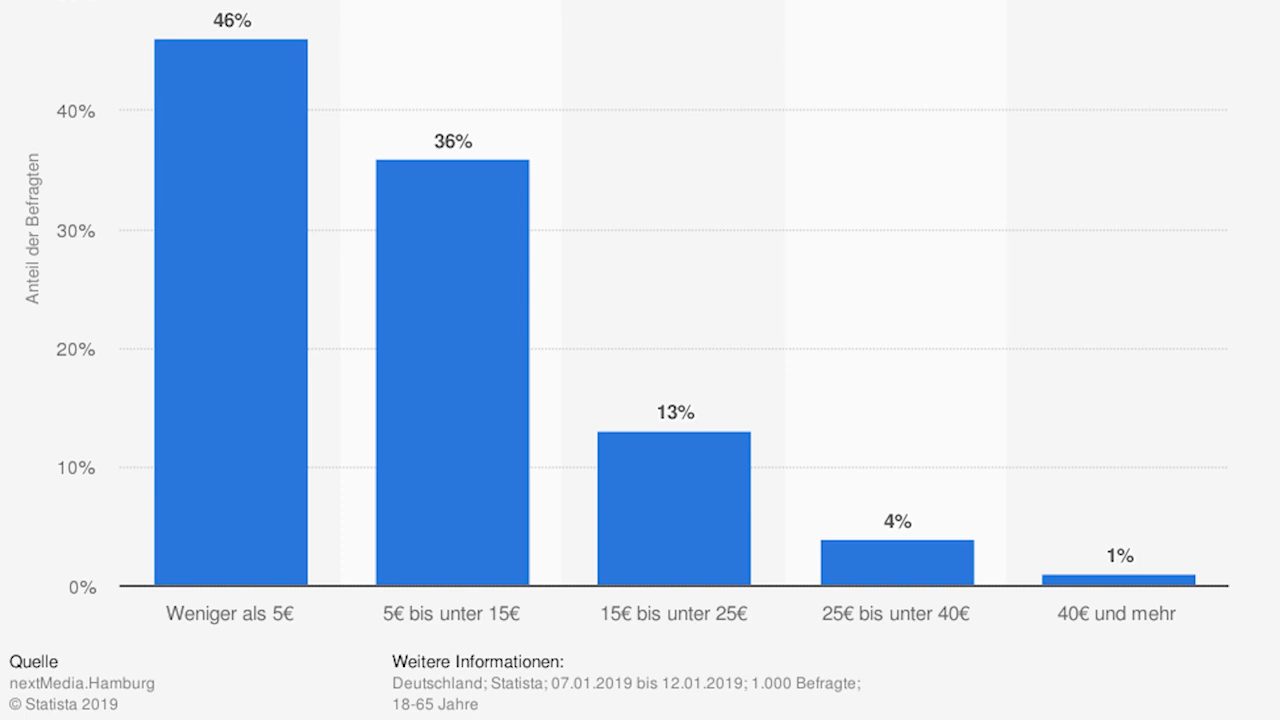 46%
40%
36%
Anteil der Befragten
30%
20%
13%
10%
4%
1%
0%
Weniger als 5€
5€ bis unter 15€
15€ bis unter 25€
25€ bis unter 40€
40€ und mehr
Quelle
nextMedia.Hamburg
© Statista 2019
Weitere Informationen:
Deutschland; Statista; 07.01.2019 bis 12.01.2019; 1.000 Befragte;
18-65 Jahre